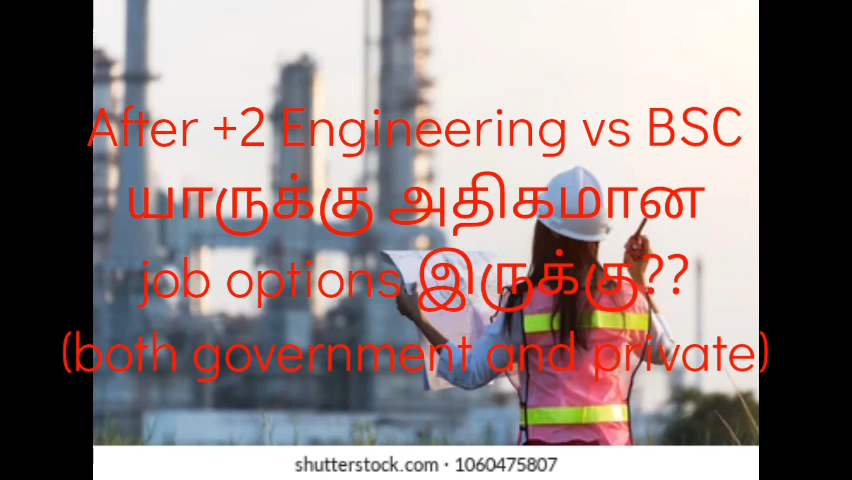 After +2 Engineering vs BSC
யாருக்கு அதிகமான
job options இருக்கு??
(both government and private)
shutterstock.com · 1060475807